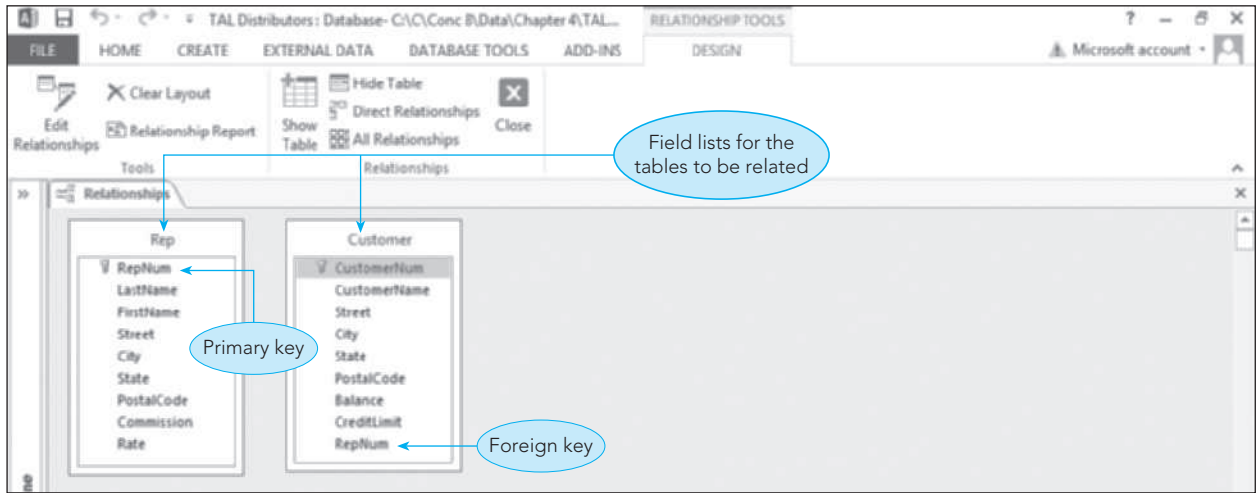 TAL Distributors : Database- C:\C\Conc 8\Data\Chapter 4\TAL...
RELATIONSHIP TOOLS
?
FILE
HOME
CREATE
EXTERNAL DATA
DATABASE TOOLS
ADD-INS
DESIGN
Microsoft account
Edit
Relationships
Clear Layout
Relationship Report
Tools
Show
Table
Hide Table
Direct Relationships
All Relationships
Close
Relationships
Field lists for the
tables to be related
Relationships
Rep
RepNum
LastName
FirstName
Street
City
State
PostalCode
Commission
Rate
Primary key
Customer
CustomerNum
CustomerName
Street
City
State
PostalCode
Balance
CreditLimit
RepNum
Foreign key